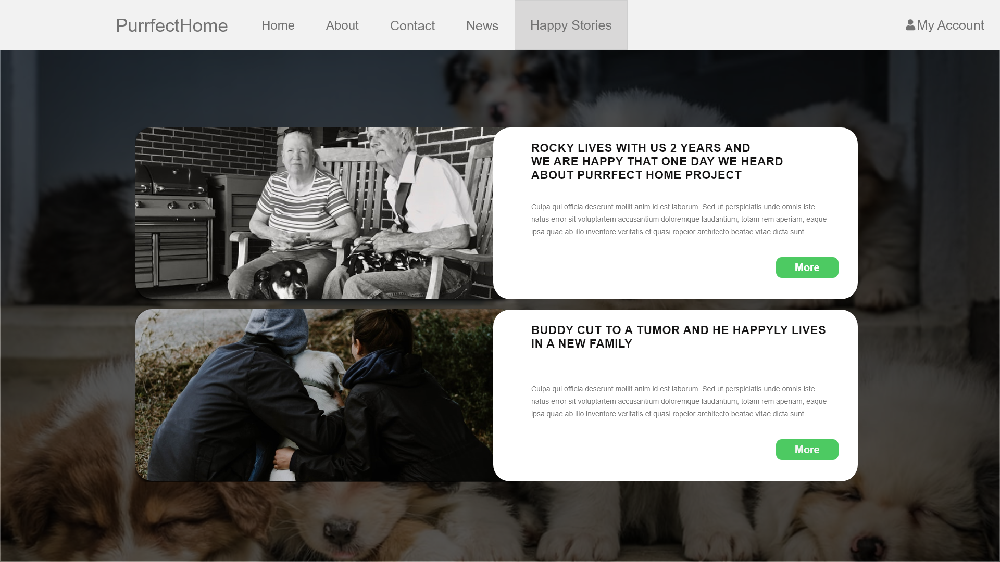 PurrfectHome
Home
About
Contact
News
Happy Stories
My Account
ROCKY LIVES WITH US 2 YEARS AND
WE ARE HAPPY THAT ONE DAY WE HEARD
ABOUT PURRFECT HOME PROJECT
Culpa qui officia deserunt mollit anim id est laborum. Sed ut perspiciatis unde omnis iste
natus error sit voluptartem accusantium doloremque laudantium, totam rem aperiam, eaque
ipsa quae ab illo inventore veritatis et quasi ropeior architecto beatae vitae dicta sunt.
More
BUDDY CUT TO A TUMOR AND HE HAPPYLY LIVES
IN A NEW FAMILY
Culpa qui officia deserunt mollit anim id est laborum. Sed ut perspiciatis unde omnis iste
natus error sit voluptartem accusantium doloremque laudantium, totam rem aperiam, eaque
ipsa quae ab illo inventore veritatis et quasi ropeior architecto beatae vitae dicta sunt.
More